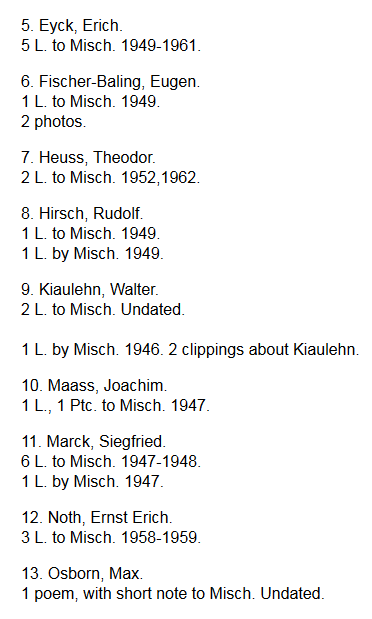 5. Eyck, Erich.
5 L. to Misch. 1949-1961.
6. Fischer-Baling, Eugen.
1 L. to Misch. 1949.
2 photos.
7. Heuss, Theodor.
2 L. to Misch. 1952,1962.
8. Hirsch, Rudolf.
1 L. to Misch. 1949.
1 L. by Misch. 1949.
9. Kiaulehn, Walter.
2 L. to Misch. Undated.
1 L. by Misch. 1946. 2 clippings about Kiaulehn.
10. Maass, Joachim.
1 L., 1 Ptc. to Misch. 1947.
11. Marck, Siegfried.
6 L. to Misch. 1947-1948.
1 L. by Misch. 1947.
12. Noth, Ernst Erich.
3 L. to Misch. 1958-1959.
13. Osborn, Max.
1 poem, with short note to Misch. Undated.